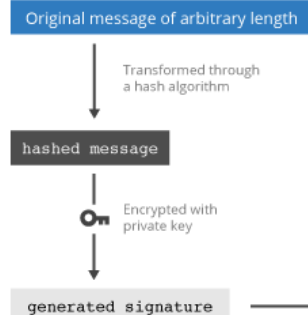 Original message of arbitrary length
Transformed through
a hash algorithm
hashed message
Encrypted with
private key
generated signature